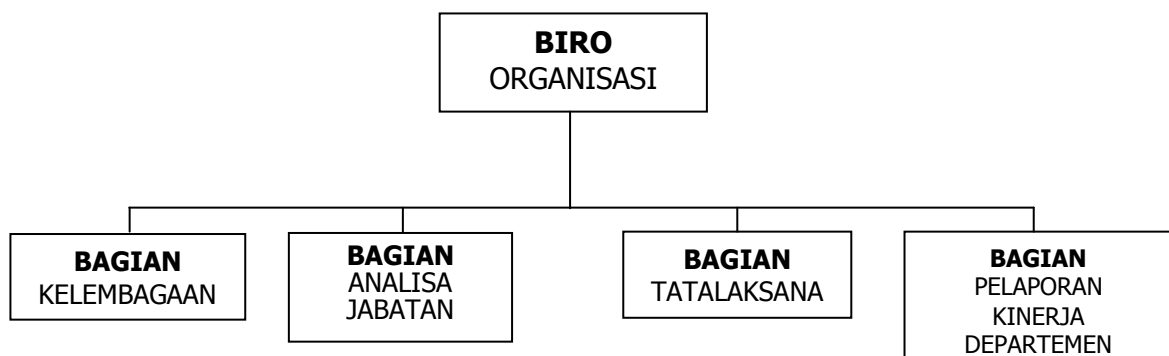 BIRO
ORGANISASI
BAGIAN
KELEMBAGAAN
BAGIAN
ANALISA
JABATAN
BAGIAN
TATALAKSANA
BAGIAN
PELAPORAN
KINERJA
DEPARTEMEN